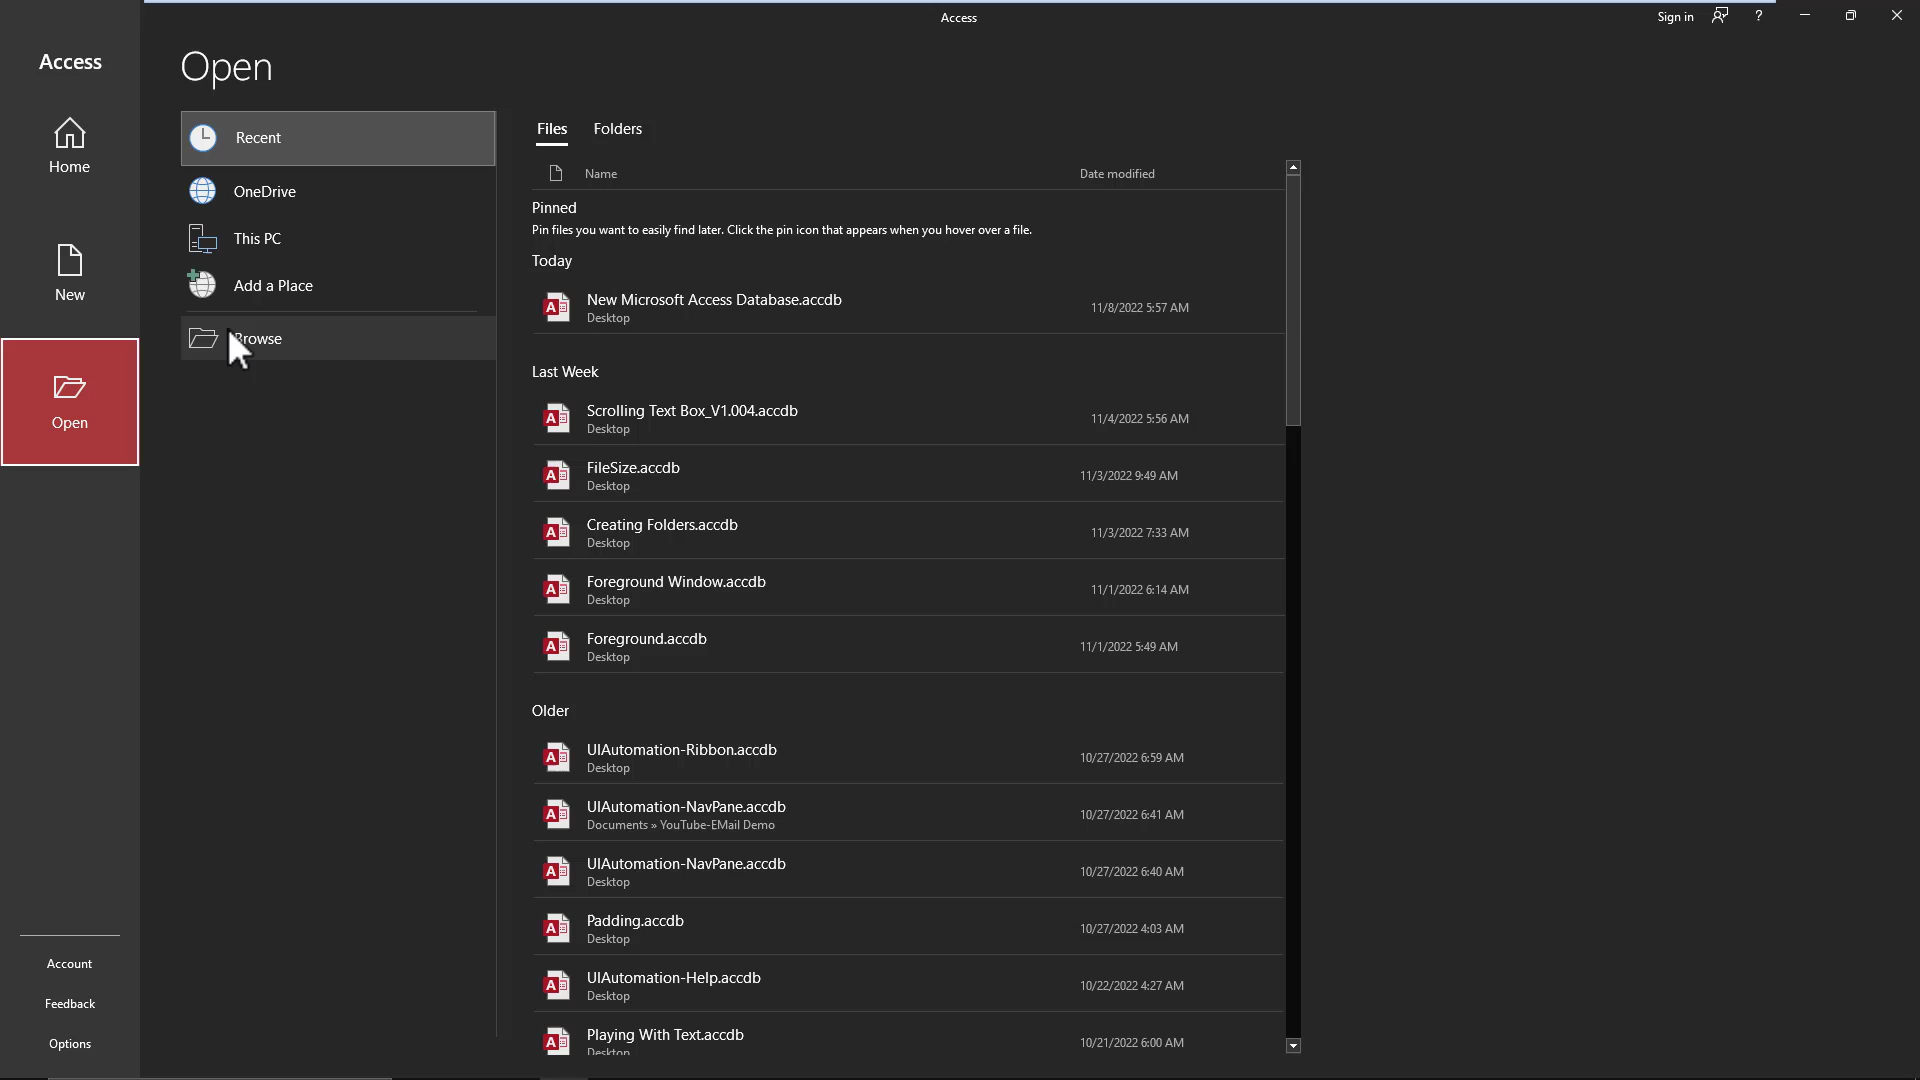 Access
Sign in
?
Access
Home
New
Open
Account
Feedback
Options
Open
Recent
OneDrive
This PC
Add a Place
Browse
Files Folders
Name Date modified
Pinned
Pin files you want to easily find later. Click the pin icon that appears when you hover over a file.
Today
New Microsoft Access Database.accdb 11/8/2022 5:57 AM
Desktop
Last Week
Scrolling Text Box_V1.004.accdb 11/4/2022 5:56 AM
Desktop
FileSize.accdb 11/3/2022 9:49 AM
Desktop
Creating Folders.accdb 11/3/2022 7:33 AM
Desktop
Foreground Window.accdb 11/1/2022 6:14 AM
Desktop
Foreground.accdb 11/1/2022 5:49 AM
Desktop
Older
UIAutomation-Ribbon.accdb 10/27/2022 6:59 AM
Desktop
UIAutomation-NavPane.accdb 10/27/2022 6:41 AM
Documents » YouTube-EMail Demo
UIAutomation-NavPane.accdb 10/27/2022 6:40 AM
Desktop
Padding.accdb 10/27/2022 4:03 AM
Desktop
UIAutomation-Help.accdb 10/22/2022 4:27 AM
Desktop
Playing With Text.accdb 10/21/2022 6:00 AM
Desktop